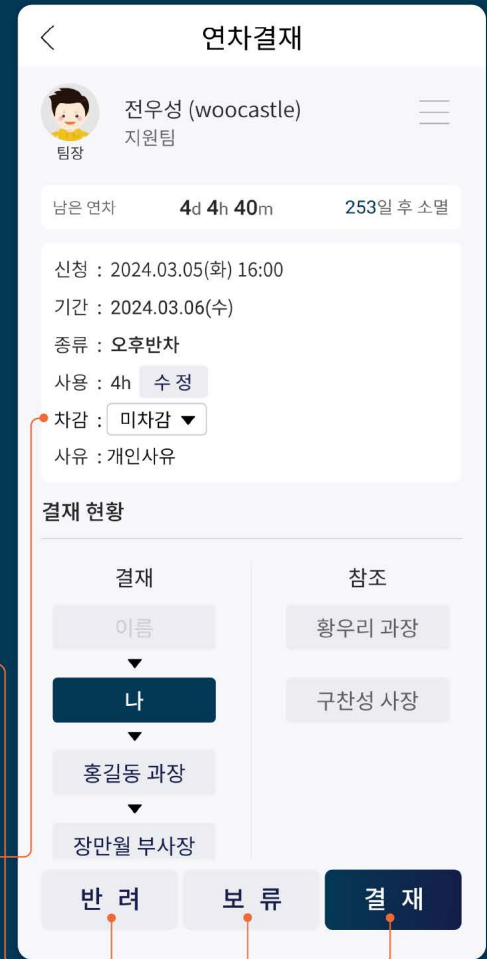 연차결재
전우성 (woocastle)
지원팀
팀장
남은 연차 4d 4h 40m 253일 후 소멸
신청 : 2024.03.05(화) 16:00
기간 : 2024.03.06(수)
종류 : 오후반차
사용 : 4h 수 정
차감 : 미차감 ▼
사유 : 개인사유
결재 현황
결재 참조
이름 황우리 과장
나 구찬성 사장
홍길동 과장
장만월 부사장
반 려 보 류 결 재